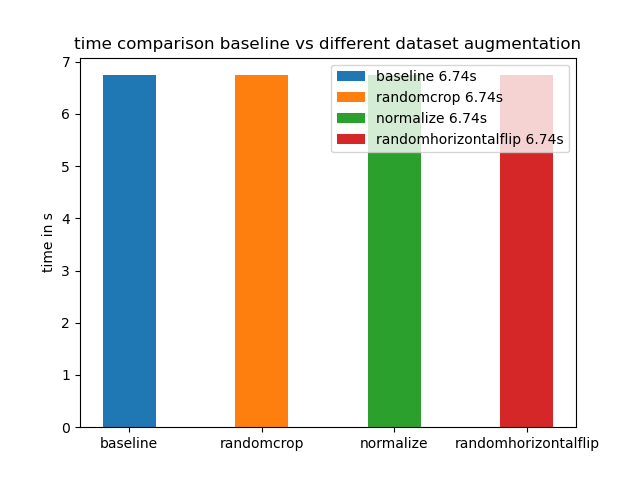 time comparison baseline vs different dataset augmentation
baseline 6.74s
randomcrop 6.74s
normalize 6.74s
randomhorizontalflip 6.74s
time in s
7
6
5
4
3
2
1
0
baseline
randomcrop
normalize
randomhorizontalflip